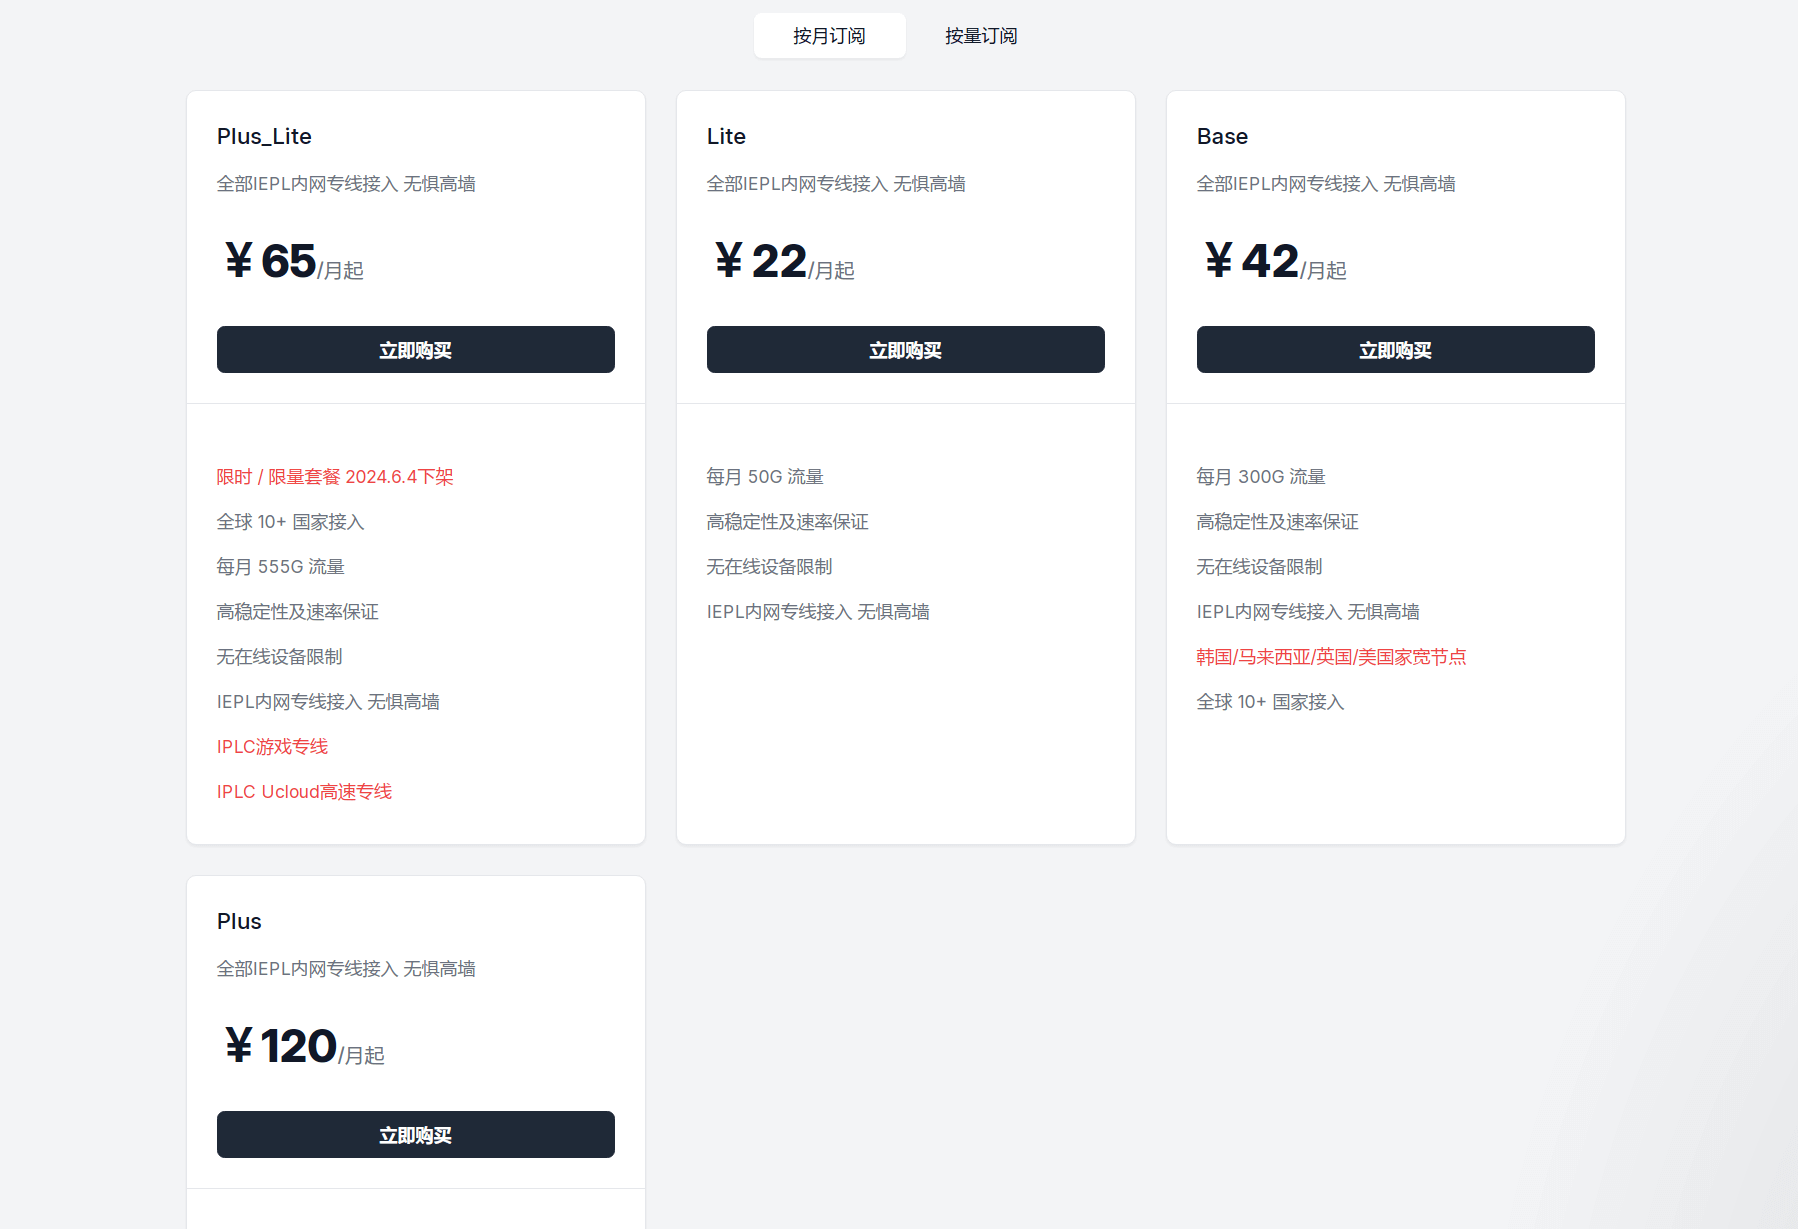 按月订阅
按量订阅
Plus_Lite
全部IEPL内网专线接入 无惧高墙
￥65/月起
立即购买
限时 / 限量套餐 2024.6.4下架
全球 10+ 国家接入
每月 555G 流量
高稳定性及速率保证
无在线设备限制
IEPL内网专线接入 无惧高墙
IPLC游戏专线
IPLC Ucloud高速专线
Lite
全部IEPL内网专线接入 无惧高墙
￥22/月起
立即购买
每月 50G 流量
高稳定性及速率保证
无在线设备限制
IEPL内网专线接入 无惧高墙
Base
全部IEPL内网专线接入 无惧高墙
￥42/月起
立即购买
每月 300G 流量
高稳定性及速率保证
无在线设备限制
IEPL内网专线接入 无惧高墙
韩国/马来西亚/英国/美国家宽节点
全球 10+ 国家接入
Plus
全部IEPL内网专线接入 无惧高墙
￥120/月起
立即购买